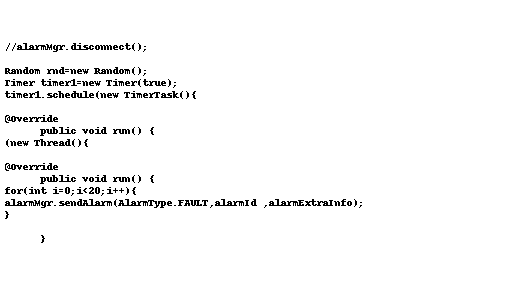 //alarmMgr.disconnect();
Random rnd=new Random();
Timer timer1=new Timer(true);
timer1.schedule(new TimerTask(){
@Override
public void run() {
(new Thread(){
@Override
public void run() {
for(int i=0;i<20;i++){
alarmMgr.sendAlarm(AlarmType.FAULT,alarmId ,alarmExtraInfo);
}
}